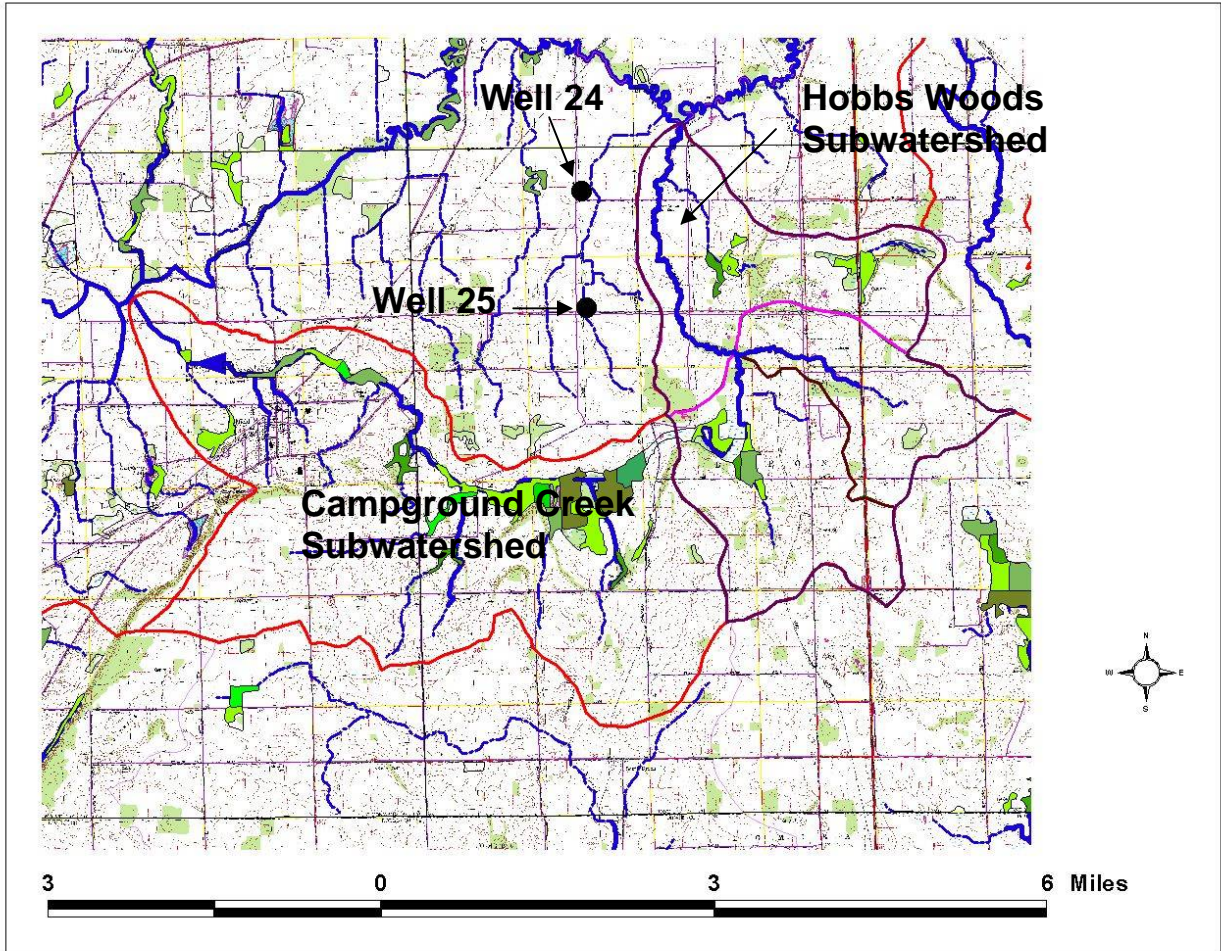 Well 24
Hobbs Woods
Subwatershed
Well 25
Campground Creek
Subwatershed
N
W E
S
3 0 3 6 Miles